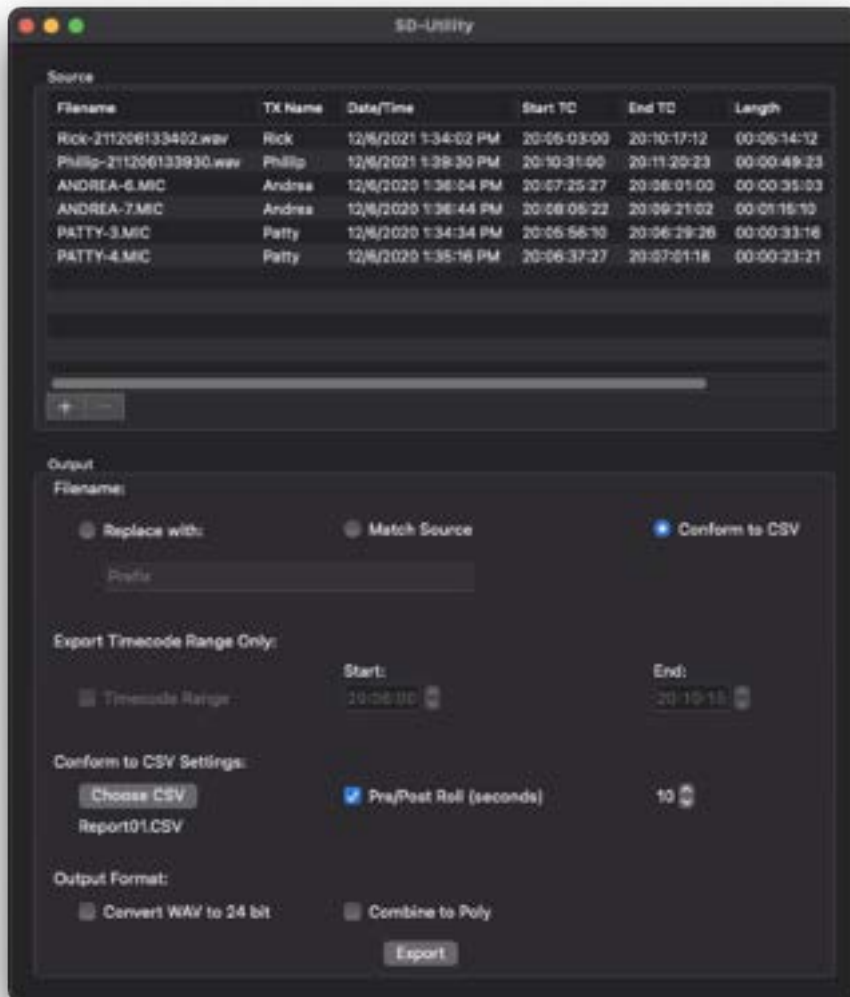 SD-Utility
Source
Filename TX Name Date/Time Start TC End TC Length
Rick-211206133402.wav Rick 12/6/2021 1:34:02 PM 20:05:03:00 20:10:17:12 00:05:14:12
Phillip-211206133930.wav Phillip 12/6/2021 1:39:30 PM 20:10:31:00 20:11:20:23 00:00:49:23
ANDREA-6.MIC Andrea 12/6/2020 1:36:04 PM 20:07:25:27 20:08:01:00 00:00:35:03
ANDREA-7.MIC Andrea 12/6/2020 1:36:44 PM 20:08:05:22 20:09:21:02 00:01:15:10
PATTY-3.MIC Patty 12/6/2020 1:34:34 PM 20:05:56:10 20:06:29:26 00:00:33:16
PATTY-4.MIC Patty 12/6/2020 1:35:16 PM 20:06:37:27 20:07:01:18 00:00:23:21
+ −
Output
Filename:
Replace with: Match Source Conform to CSV
Prefix
Export Timecode Range Only:
Start: End:
Timecode Range
Conform to CSV Settings:
Choose CSV Pre/Post Roll (seconds) 10
Report01.CSV
Output Format:
Convert WAV to 24 bit Combine to Poly
Export